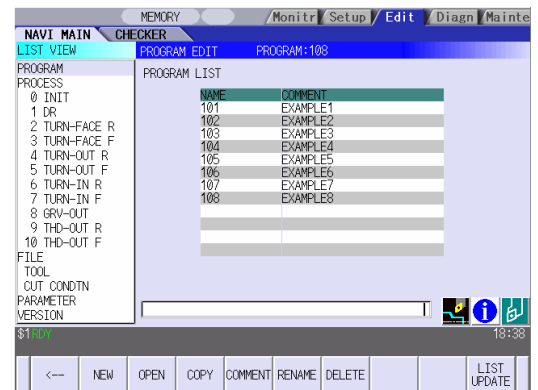 MEMORY Monitr Setup Edit Diagn Mainte
NAVI MAIN CHECKER
LIST VIEW PROGRAM EDIT PROGRAM:108
PROGRAM
PROCESS
0 INIT
1 DR
2 TURN-FACE R
3 TURN-FACE F
4 TURN-OUT R
5 TURN-OUT F
6 TURN-IN R
7 TURN-IN F
8 GRV-OUT
9 THD-OUT R
10 THD-OUT F
FILE
TOOL
CUT CONDTN
PARAMETER
VERSION
PROGRAM LIST
NAME COMMENT
101 EXAMPLE1
102 EXAMPLE2
103 EXAMPLE3
104 EXAMPLE4
105 EXAMPLE5
106 EXAMPLE6
107 EXAMPLE7
108 EXAMPLE8
$1 RDY 18:38
<-- NEW OPEN COPY COMMENT RENAME DELETE LIST UPDATE